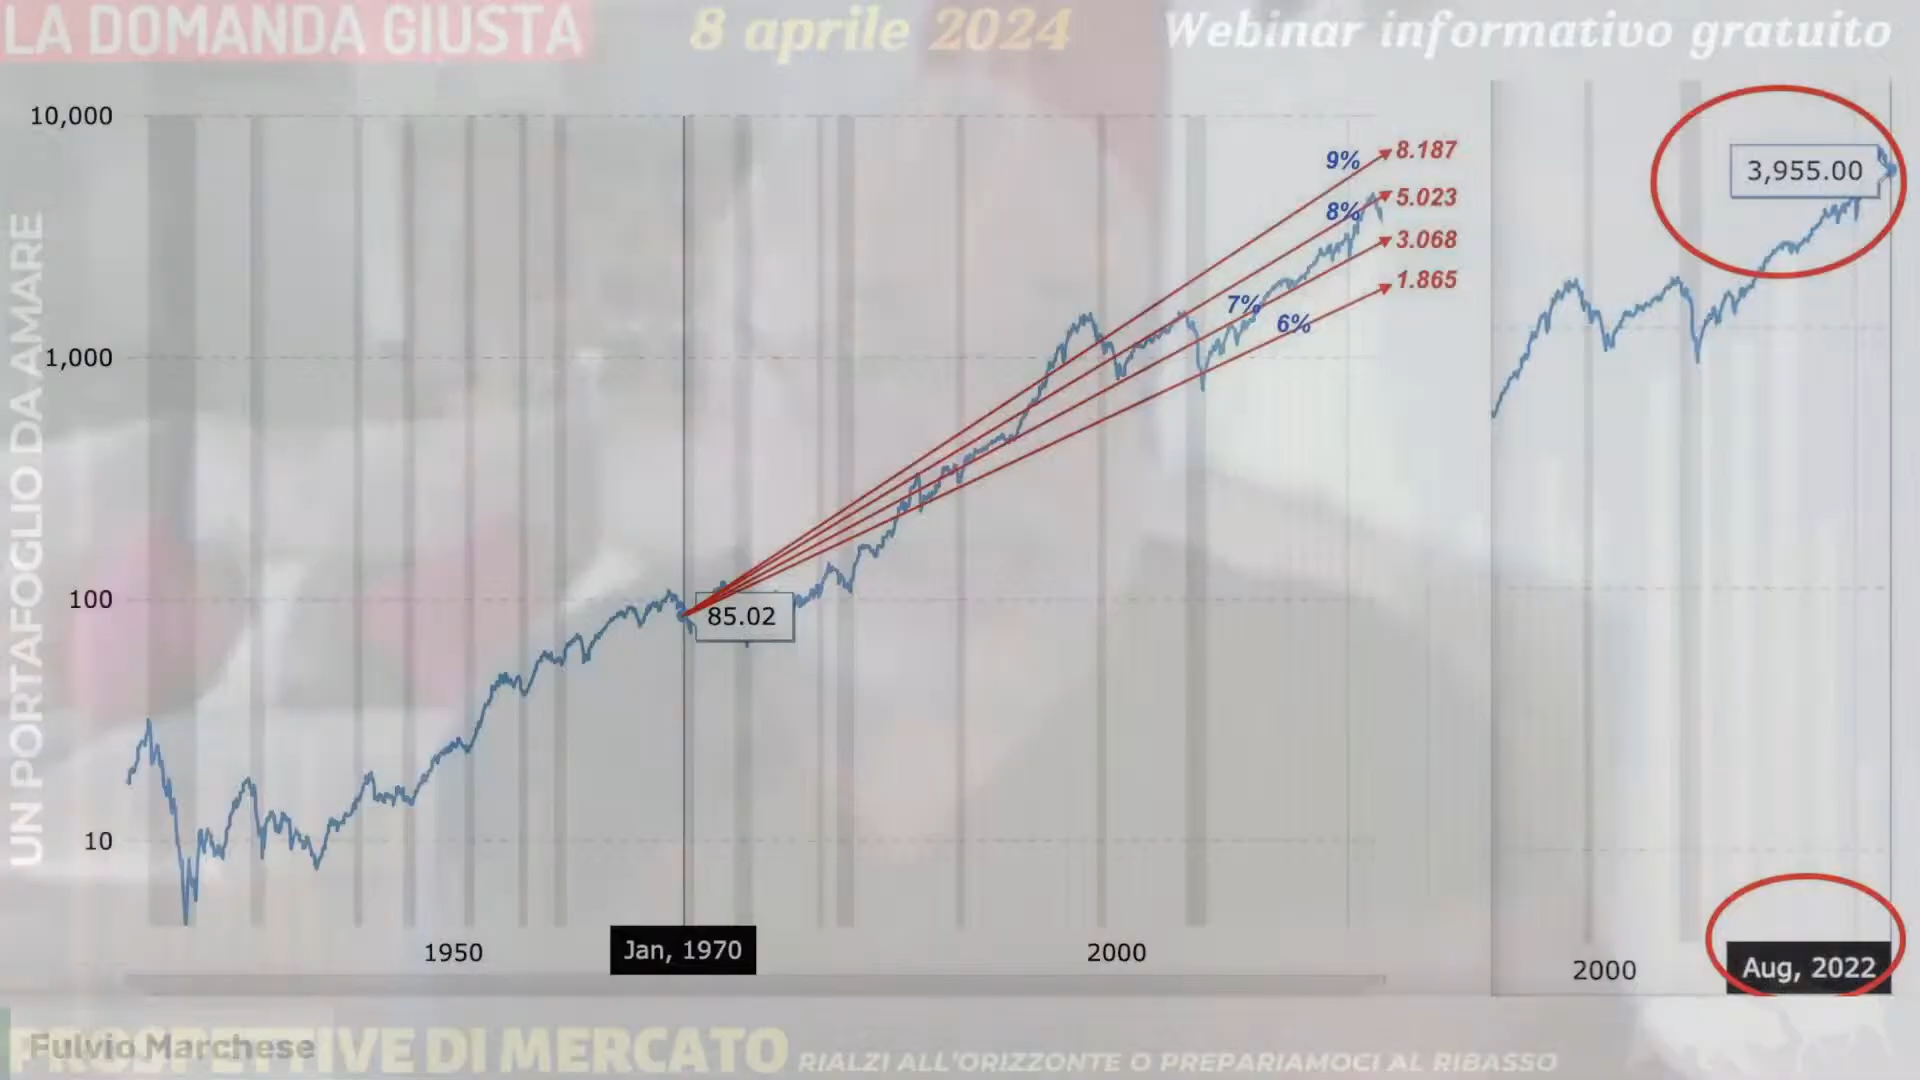 LA DOMANDA GIUSTA
8 aprile 2024
Webinar informativo gratuito
UN PORTAFOGLIO DA AMARE
10,000
1,000
100
10
9%
8%
7%
6%
8.187
5.023
3.068
1.865
85.02
3,955.00
1950
Jan, 1970
2000
2000
Aug, 2022
Fulvio Marchese
IVE DI MERCATO
RIALZI ALL'ORIZZONTE O PREPARIAMOCI AL RIBASSO